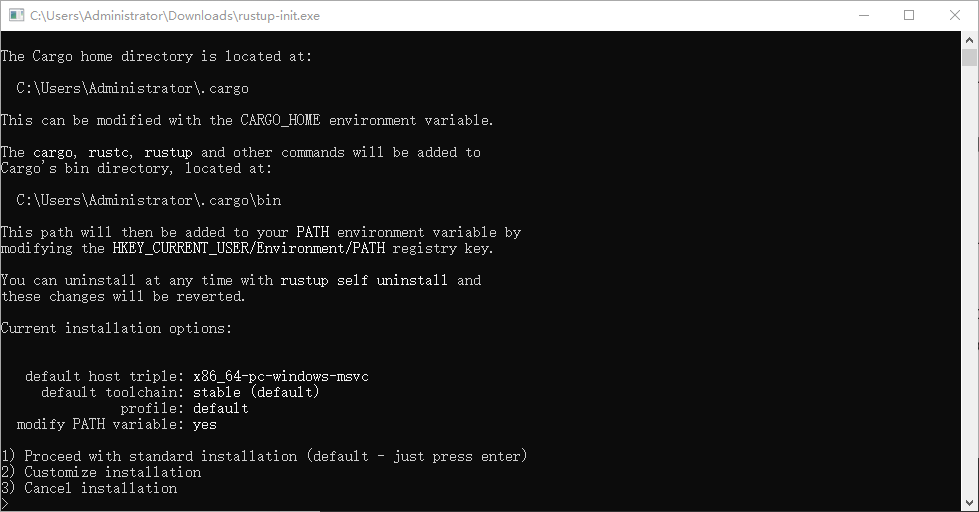 C:\Users\Administrator\Downloads\rustup-init.exe
The Cargo home directory is located at:
C:\Users\Administrator\.cargo
This can be modified with the CARGO_HOME environment variable.
The cargo, rustc, rustup and other commands will be added to
Cargo's bin directory, located at:
C:\Users\Administrator\.cargo\bin
This path will then be added to your PATH environment variable by
modifying the HKEY_CURRENT_USER/Environment/PATH registry key.
You can uninstall at any time with rustup self uninstall and
these changes will be reverted.
Current installation options:
default host triple: x86_64-pc-windows-msvc
default toolchain: stable (default)
profile: default
modify PATH variable: yes
1) Proceed with standard installation (default - just press enter)
2) Customize installation
3) Cancel installation
>